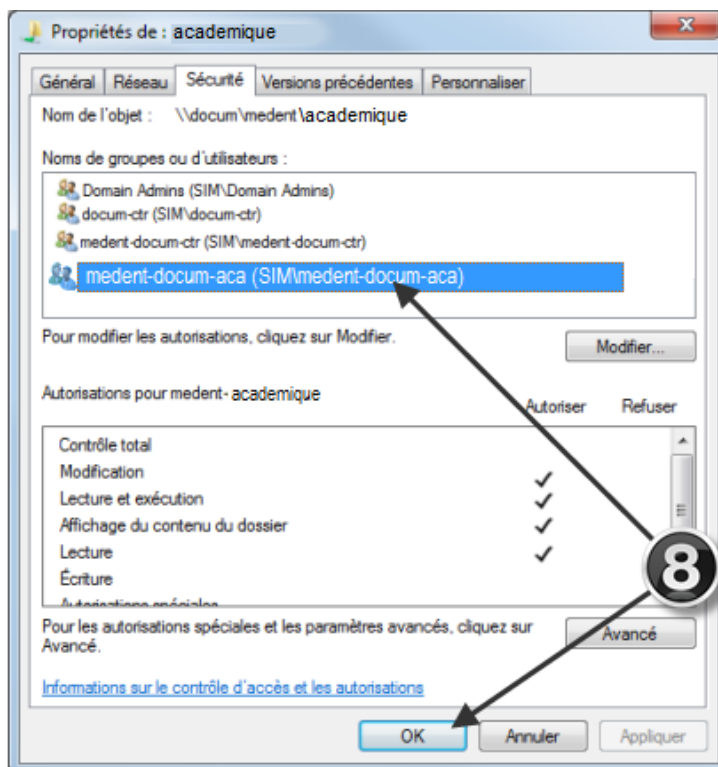 Propriétés de : academique
Général Réseau Sécurité Versions précédentes Personnaliser
Nom de l'objet : \\docum\medent\academique
Noms de groupes ou d'utilisateurs :
Domain Admins (SIM\Domain Admins)
docum-ctr (SIM\docum-ctr)
medent-docum-ctr (SIM\medent-docum-ctr)
medent-docum-aca (SIM\medent-docum-aca)
Pour modifier les autorisations, cliquez sur Modifier.
Modifier...
Autorisations pour medent-academique
Autoriser Refuser
Contrôle total
Modification
Lecture et exécution
Affichage du contenu du dossier
Lecture
Écriture
Autorisations spéciales
8
Pour les autorisations spéciales et les paramètres avancés, cliquez sur
Avancé.
Avancé
Informations sur le contrôle d'accès et les autorisations
OK Annuler Appliquer